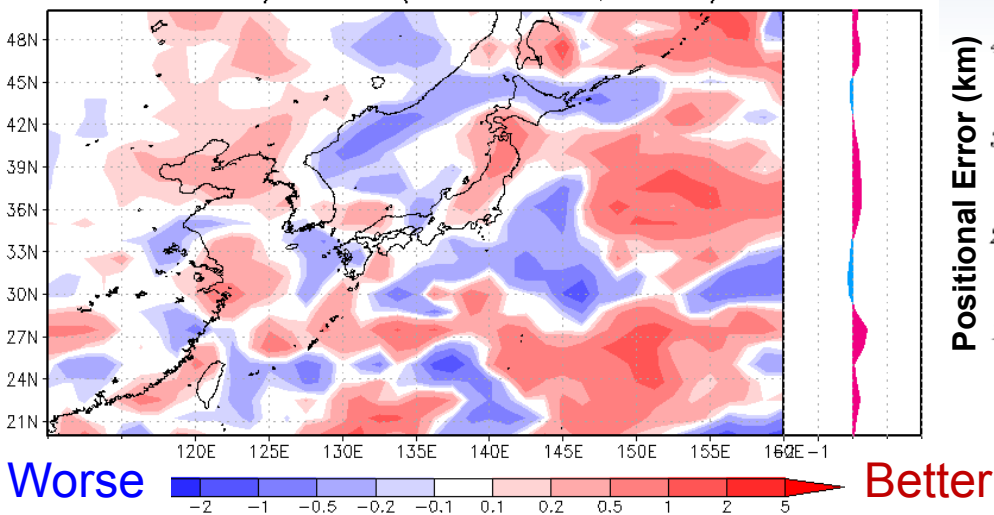 48N
45N
42N
39N
36N
33N
30N
27N
24N
21N
120E 125E 130E 135E 140E 145E 150E 155E
E-1
Positional Error (km)
Worse
-2 -1 -0.5 -0.2 -0.1 0.1 0.2 0.5 1 2 5
Better